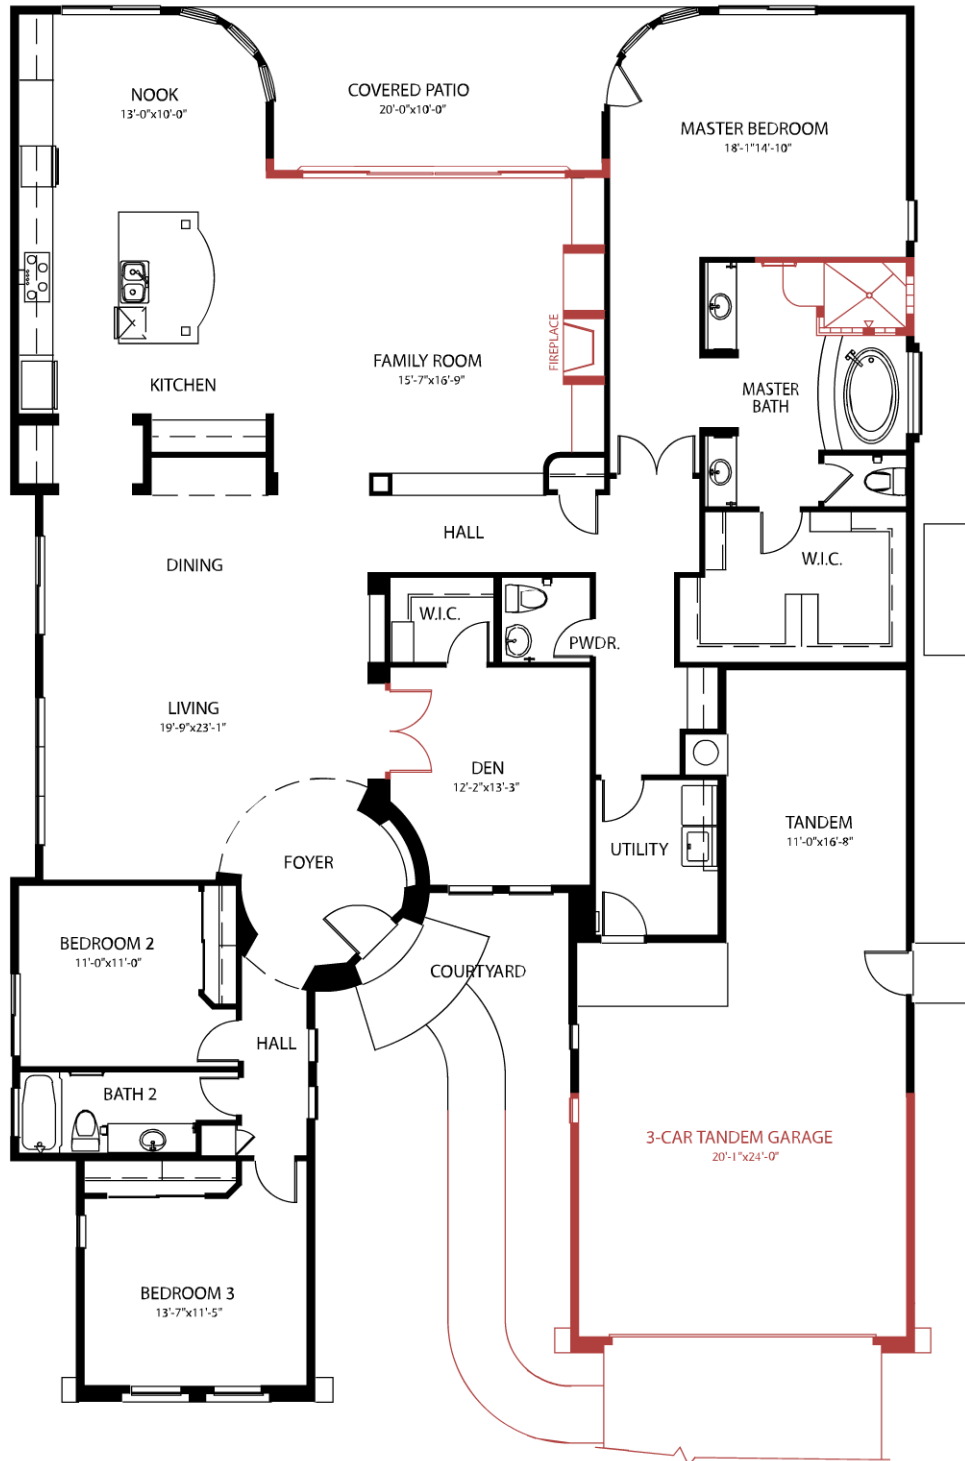 NOOK
13'-0"x10'-0"
COVERED PATIO
20'-0"x10'-0"
MASTER BEDROOM
18'-1"14'-10"
FIREPLACE
FAMILY ROOM
15'-7"x16'-9"
KITCHEN
MASTER
BATH
HALL
DINING
W.I.C.
W.I.C.
PWDR.
LIVING
19'-9"x23'-1"
DEN
12'-2"x13'-3"
TANDEM
11'-0"x16'-8"
UTILITY
FOYER
BEDROOM 2
11'-0"x11'-0"
COURTYARD
HALL
BATH 2
3-CAR TANDEM GARAGE
20'-1"x24'-0"
BEDROOM 3
13'-7"x11'-5"